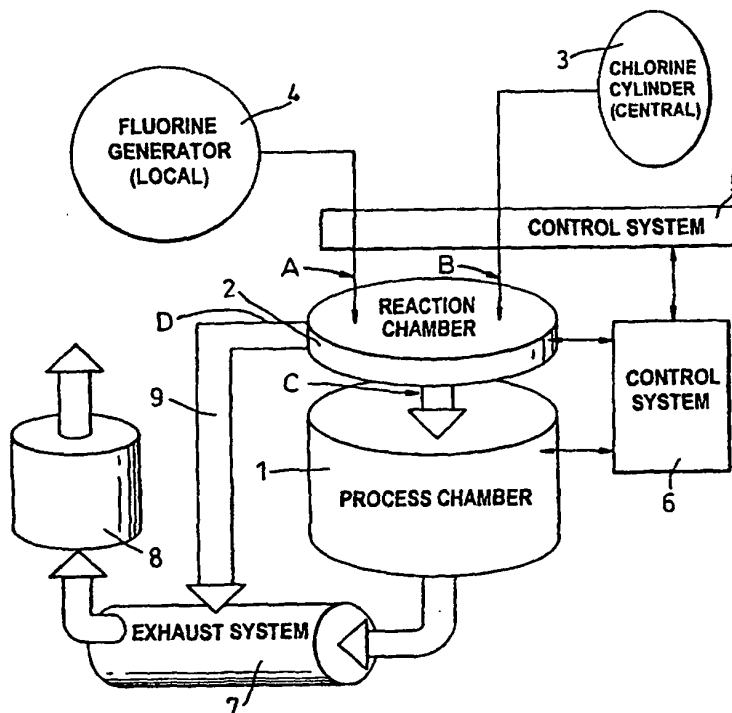 3
CHLORINE
CYLINDER
(CENTRAL)
4
FLUORINE
GENERATOR
(LOCAL)
CONTROL SYSTEM
A
B
2
D
REACTION
CHAMBER
C
CONTROL
SYSTEM
6
9
1
PROCESS CHAMBER
8
EXHAUST SYSTEM
7